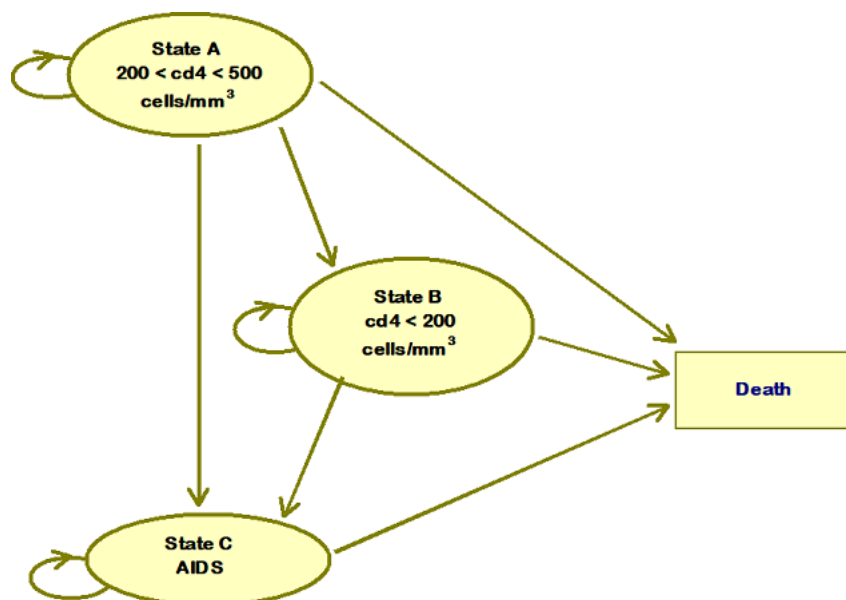 State A
200 < cd4 < 500
cells/mm³
State B
cd4 < 200
cells/mm³
Death
State C
AIDS